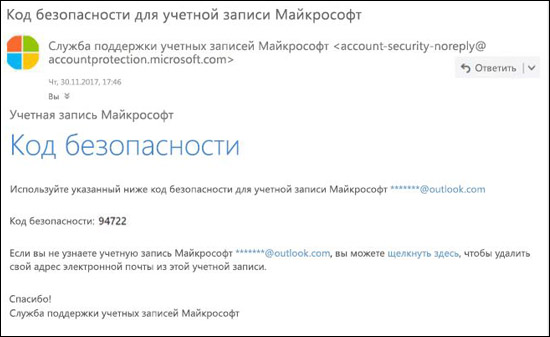 Код безопасности для учетной записи Майкрософт
Служба поддержки учетных записей Майкрософт <account-security-noreply@
accountprotection.microsoft.com>
Ответить
Чт, 30.11.2017, 17:46
Вы
Учетная запись Майкрософт
Код безопасности
Используйте указанный ниже код безопасности для учетной записи Майкрософт *******@outlook.com
Код безопасности: 94722
Если вы не узнаете учетную запись Майкрософт *******@outlook.com, вы можете щелкнуть здесь, чтобы удалить
свой адрес электронной почты из этой учетной записи.
Спасибо!
Служба поддержки учетных записей Майкрософт